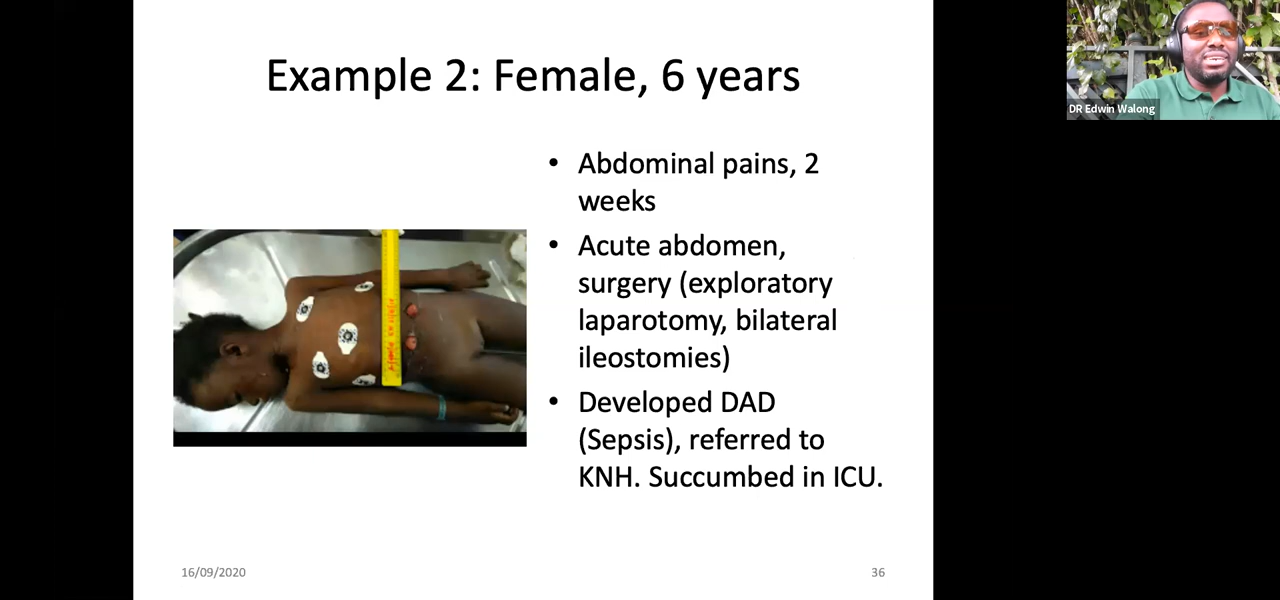 Example 2: Female, 6 years
• Abdominal pains, 2
weeks
• Acute abdomen,
surgery (exploratory
laparotomy, bilateral
ileostomies)
• Developed DAD
(Sepsis), referred to
KNH. Succumbed in ICU.
16/09/2020
36
DR Edwin Walong